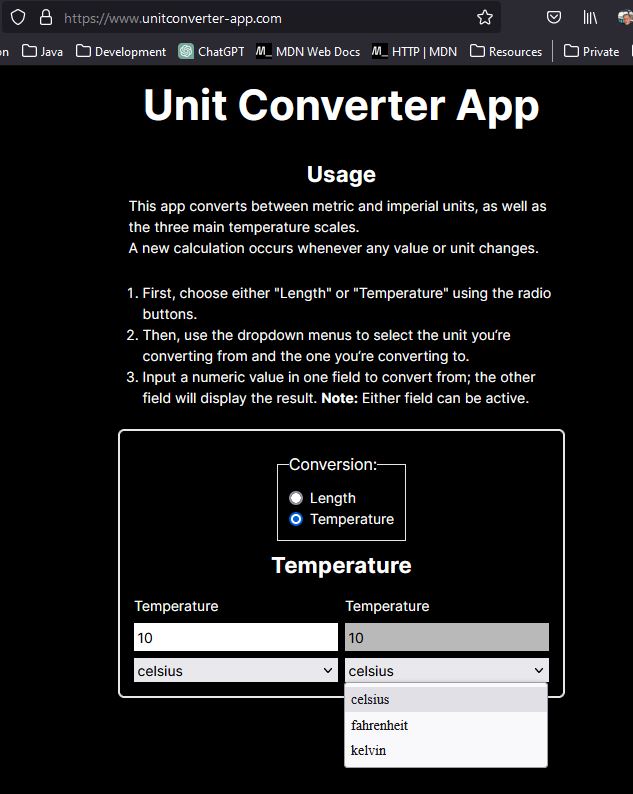 https://www.unitconverter-app.com
on Java Development ChatGPT MDN Web Docs HTTP | MDN Resources Private
Unit Converter App
Usage
This app converts between metric and imperial units, as well as
the three main temperature scales.
A new calculation occurs whenever any value or unit changes.
1. First, choose either "Length" or "Temperature" using the radio
buttons.
2. Then, use the dropdown menus to select the unit you’re
converting from and the one you’re converting to.
3. Input a numeric value in one field to convert from; the other
field will display the result. Note: Either field can be active.
Conversion:
Length
Temperature
Temperature
Temperature Temperature
10 10
celsius celsius
celsius
fahrenheit
kelvin